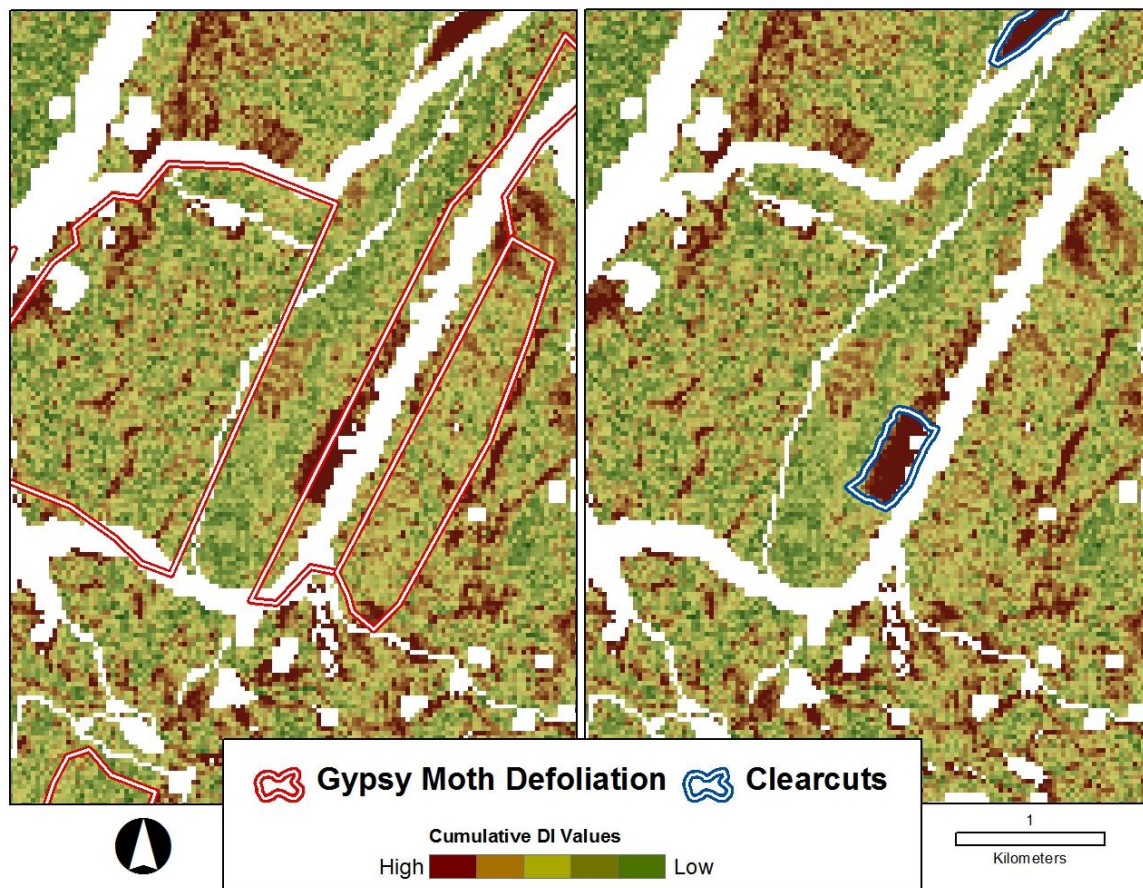 Gypsy Moth Defoliation
Clearcuts
Cumulative DI Values
High
Low
1
Kilometers